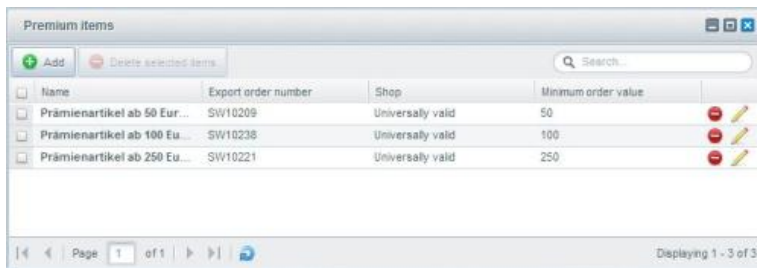 Premium items
Add Delete selected items Search...
Name Export order number Shop Minimum order value
Prämienartikel ab 50 Eur... SW10209 Universally valid 50
Prämienartikel ab 100 Eu... SW10238 Universally valid 100
Prämienartikel ab 250 Eu... SW10221 Universally valid 250
Page 1 of 1 Displaying 1 - 3 of 3